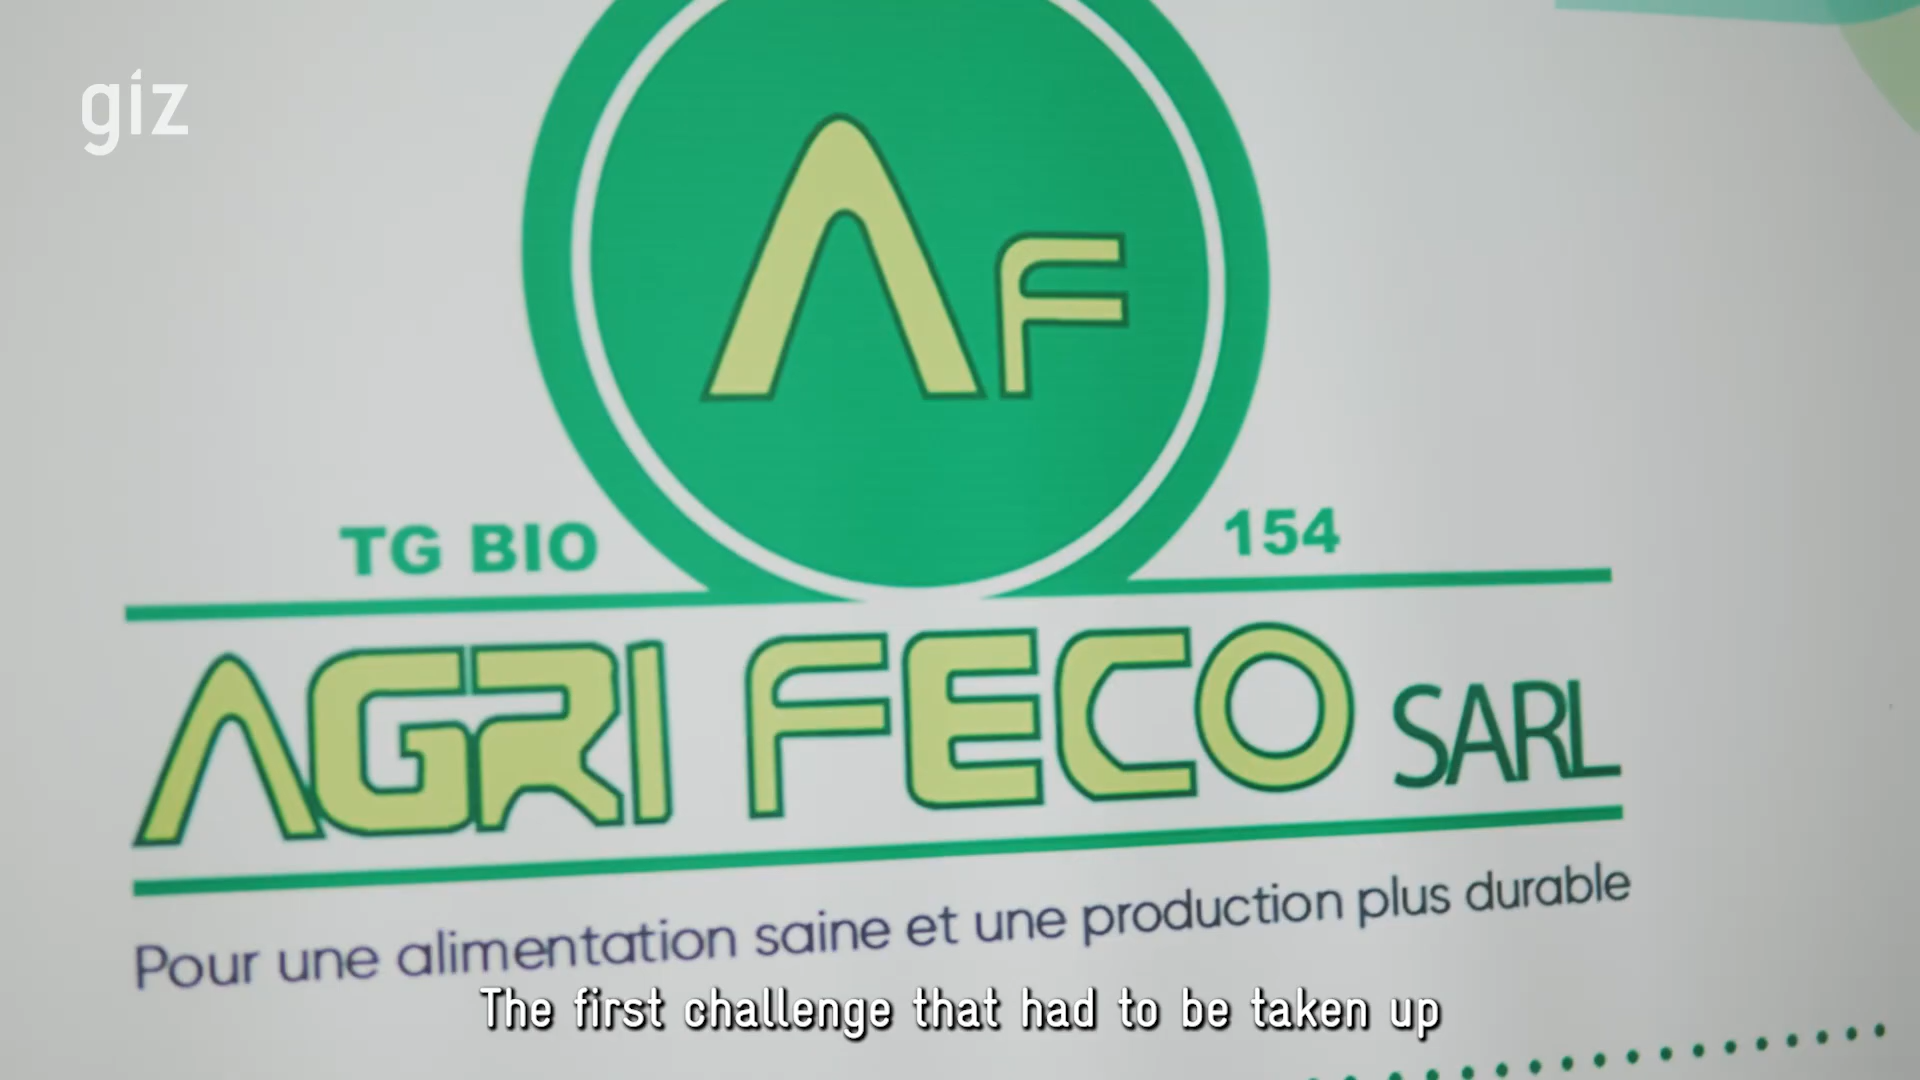 giz
AF
TG BIO 154
AGRI FECO SARL
Pour une alimentation saine et une production plus durable
The first challenge that had to be taken up